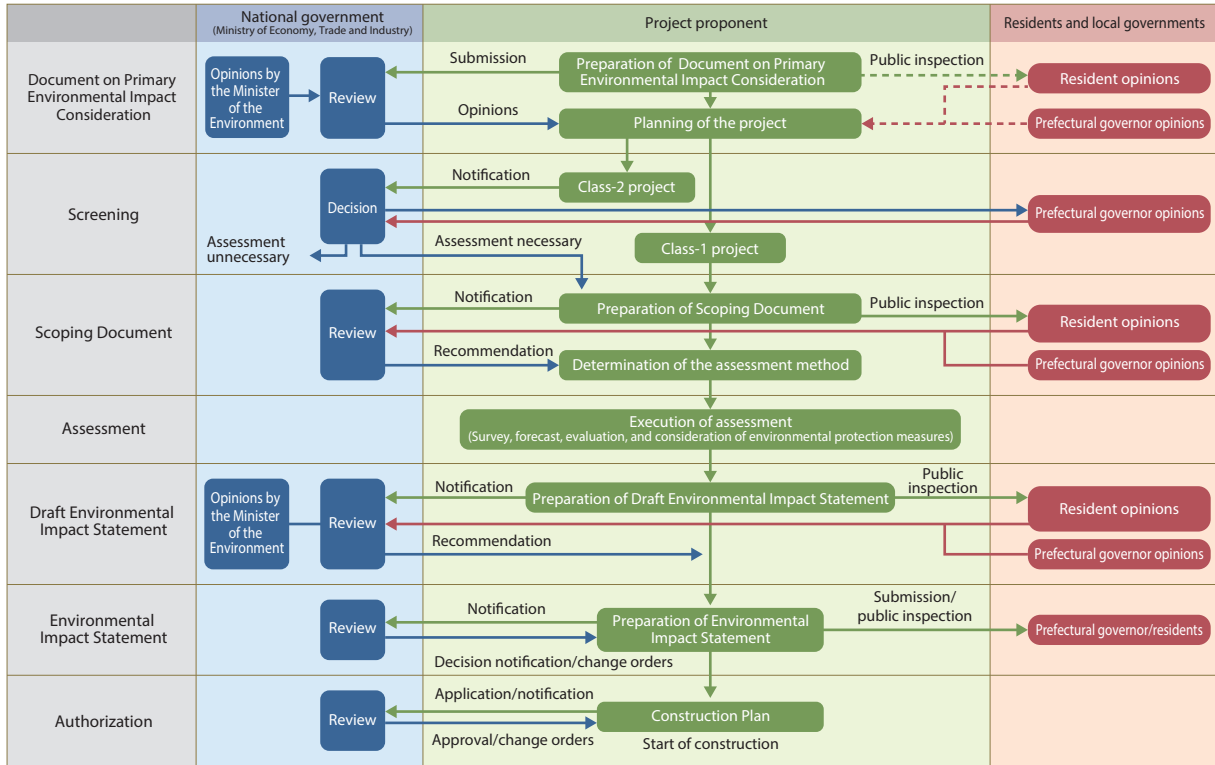 National government
(Ministry of Economy, Trade and Industry)
Project proponent
Residents and local governments
Document on Primary
Environmental Impact
Consideration
Opinions by
the Minister
of the
Environment
Review
Submission
Preparation of Document on Primary
Environmental Impact Consideration
Public inspection
Resident opinions
Opinions
Planning of the project
Prefectural governor opinions
Screening
Notification
Class-2 project
Decision
Prefectural governor opinions
Assessment
unnecessary
Assessment necessary
Class-1 project
Scoping Document
Review
Notification
Preparation of Scoping Document
Public inspection
Resident opinions
Recommendation
Determination of the assessment method
Prefectural governor opinions
Assessment
Execution of assessment
(Survey, forecast, evaluation, and consideration of environmental protection measures)
Draft Environmental
Impact Statement
Opinions by
the Minister
of the
Environment
Review
Notification
Preparation of Draft Environmental Impact Statement
Public
inspection
Resident opinions
Recommendation
Prefectural governor opinions
Environmental
Impact Statement
Review
Notification
Preparation of Environmental
Impact Statement
Submission/
public inspection
Prefectural governor/residents
Decision notification/change orders
Authorization
Review
Application/notification
Construction Plan
Approval/change orders
Start of construction